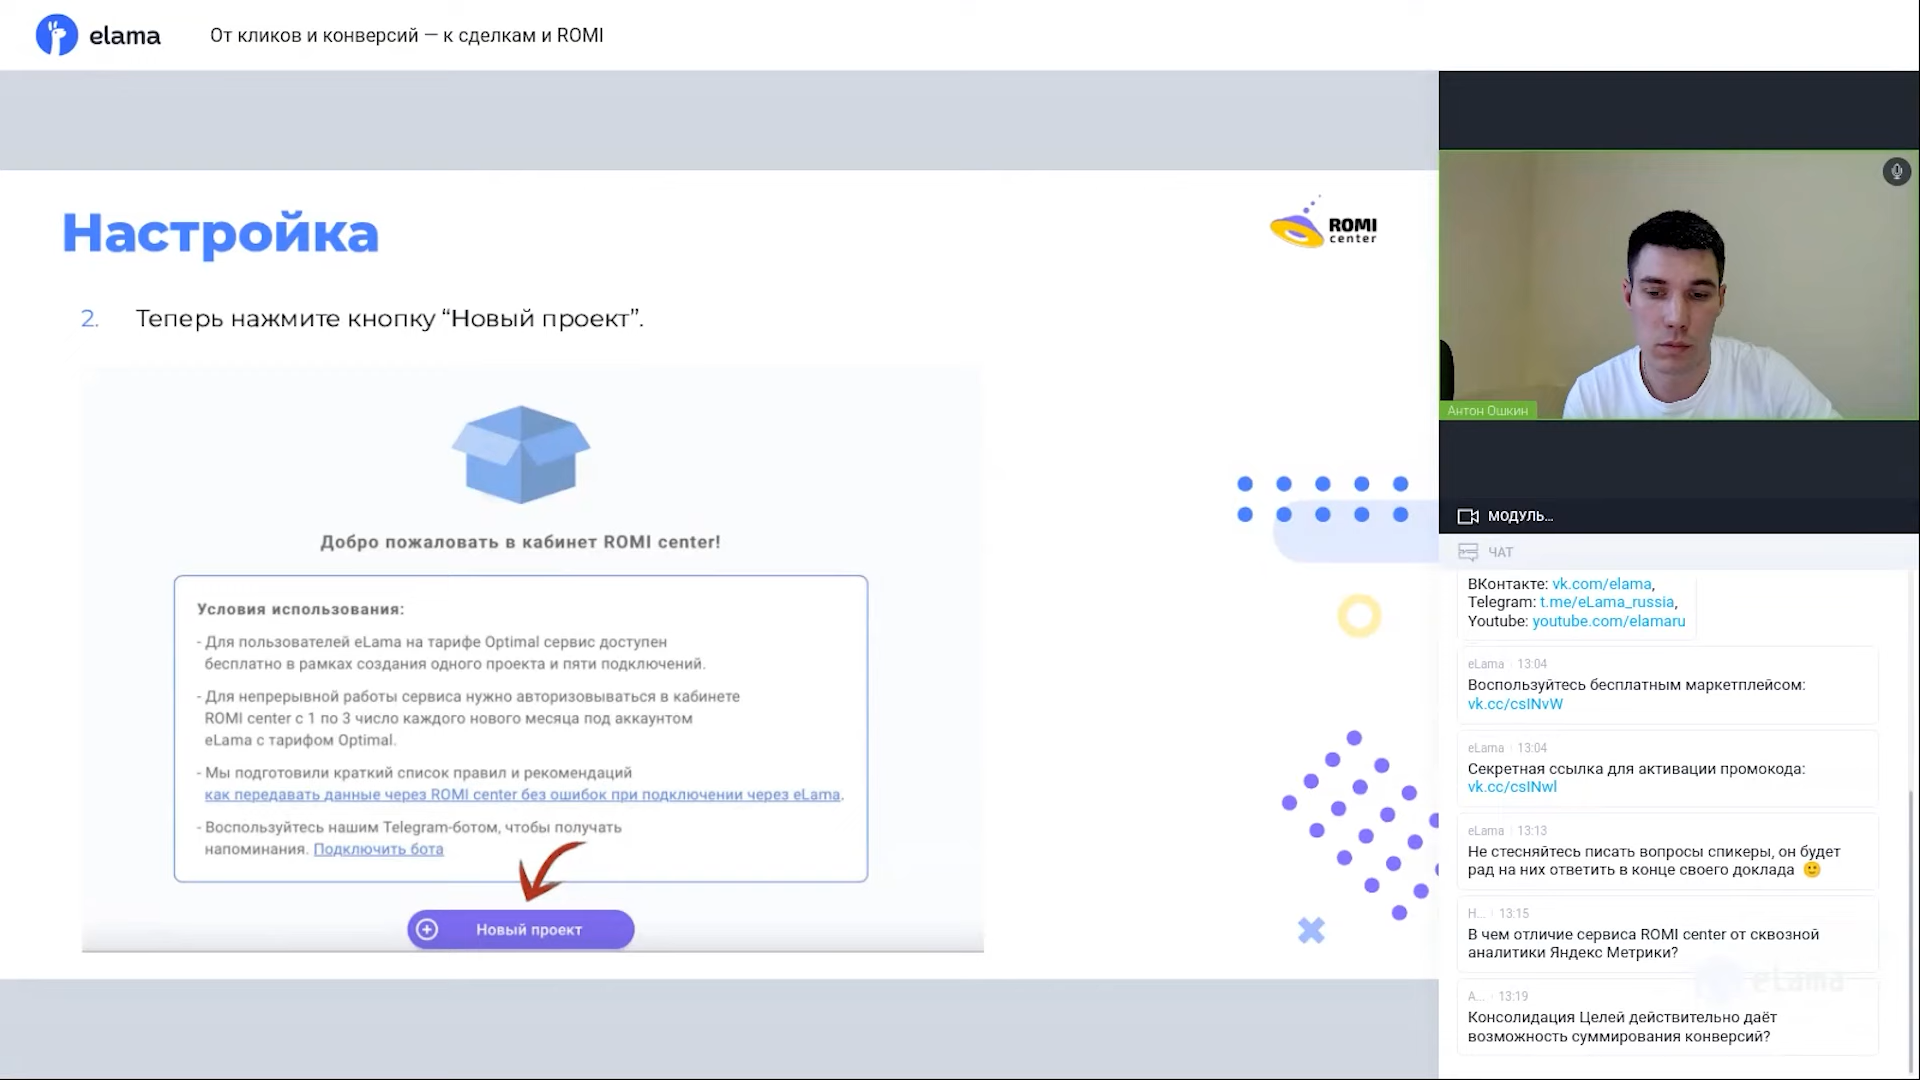 elama
От кликов и конверсий — к сделкам и ROMI
Настройка
ROMI
center
2. Теперь нажмите кнопку “Новый проект”.
Добро пожаловать в кабинет ROMI center!
Условия использования:
- Для пользователей eLama на тарифе Optimal сервис доступен
бесплатно в рамках создания одного проекта и пяти подключений.
- Для непрерывной работы сервиса нужно авторизовываться в кабинете
ROMI center с 1 по 3 число каждого нового месяца под аккаунтом
eLama с тарифом Optimal.
- Мы подготовили краткий список правил и рекомендаций
как передавать данные через ROMI center без ошибок при подключении через eLama.
- Воспользуйтесь нашим Telegram-ботом, чтобы получать
напоминания. Подключить бота
Новый проект
Антон Ошкин
МОДУЛЬ...
ЧАТ
ВКонтакте: vk.com/elama,
Telegram: t.me/eLama_russia,
Youtube: youtube.com/elamaru
eLama 13:04
Воспользуйтесь бесплатным маркетплейсом:
vk.cc/csINvW
eLama 13:04
Секретная ссылка для активации промокода:
vk.cc/csINwl
eLama 13:13
Не стесняйтесь писать вопросы спикеры, он будет
рад на них ответить в конце своего доклада 🙂
Н... 13:15
В чем отличие сервиса ROMI center от сквозной
аналитики Яндекс Метрики?
eLama
А... 13:19
Консолидация Целей действительно даёт
возможность суммирования конверсий?